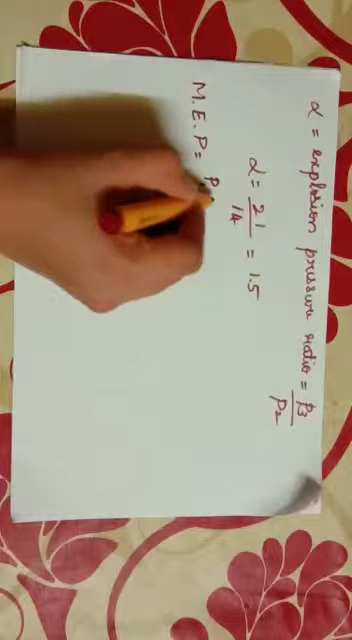 α = explosion pressure ratio = p3/p2
α = 21/14 = 1.5
M.E.P = P